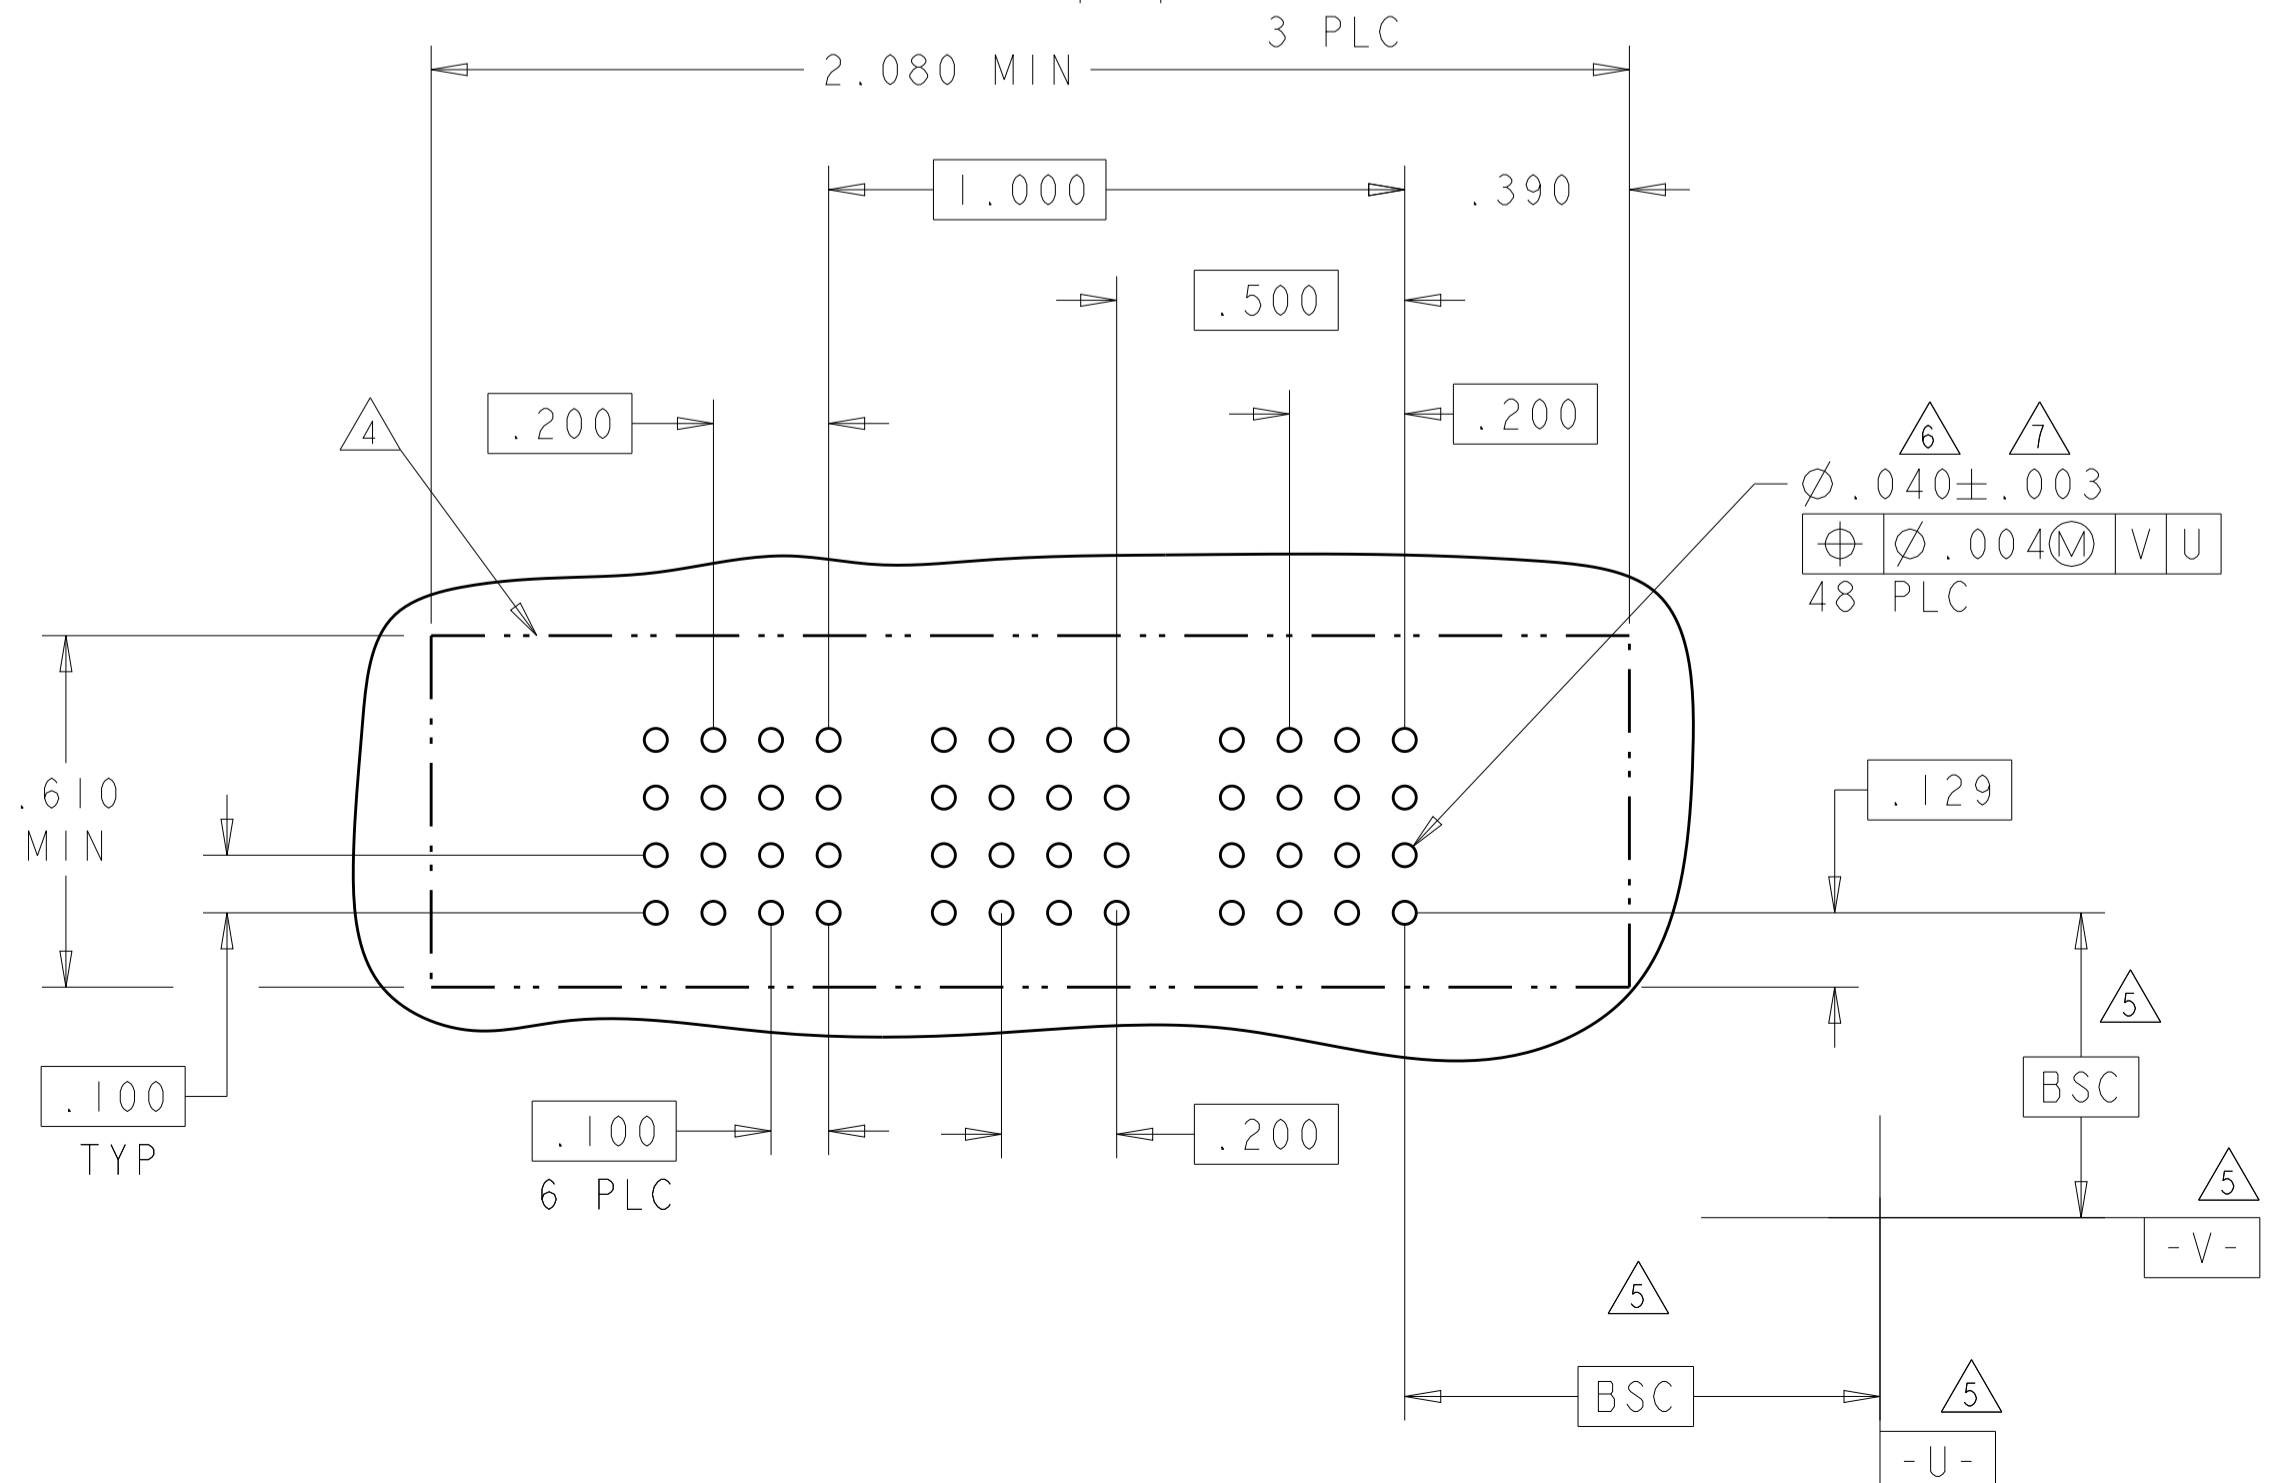 3 PLC
2.080 MIN
1.000
.390
.500
.200
.200
4
6 7
⌀.040±.003
⌖ ⌀.004Ⓜ V U
48 PLC
.610
MIN
.129
5
.100
TYP
.100
6 PLC
.200
BSC
5
-V-
5
BSC
5
-U-